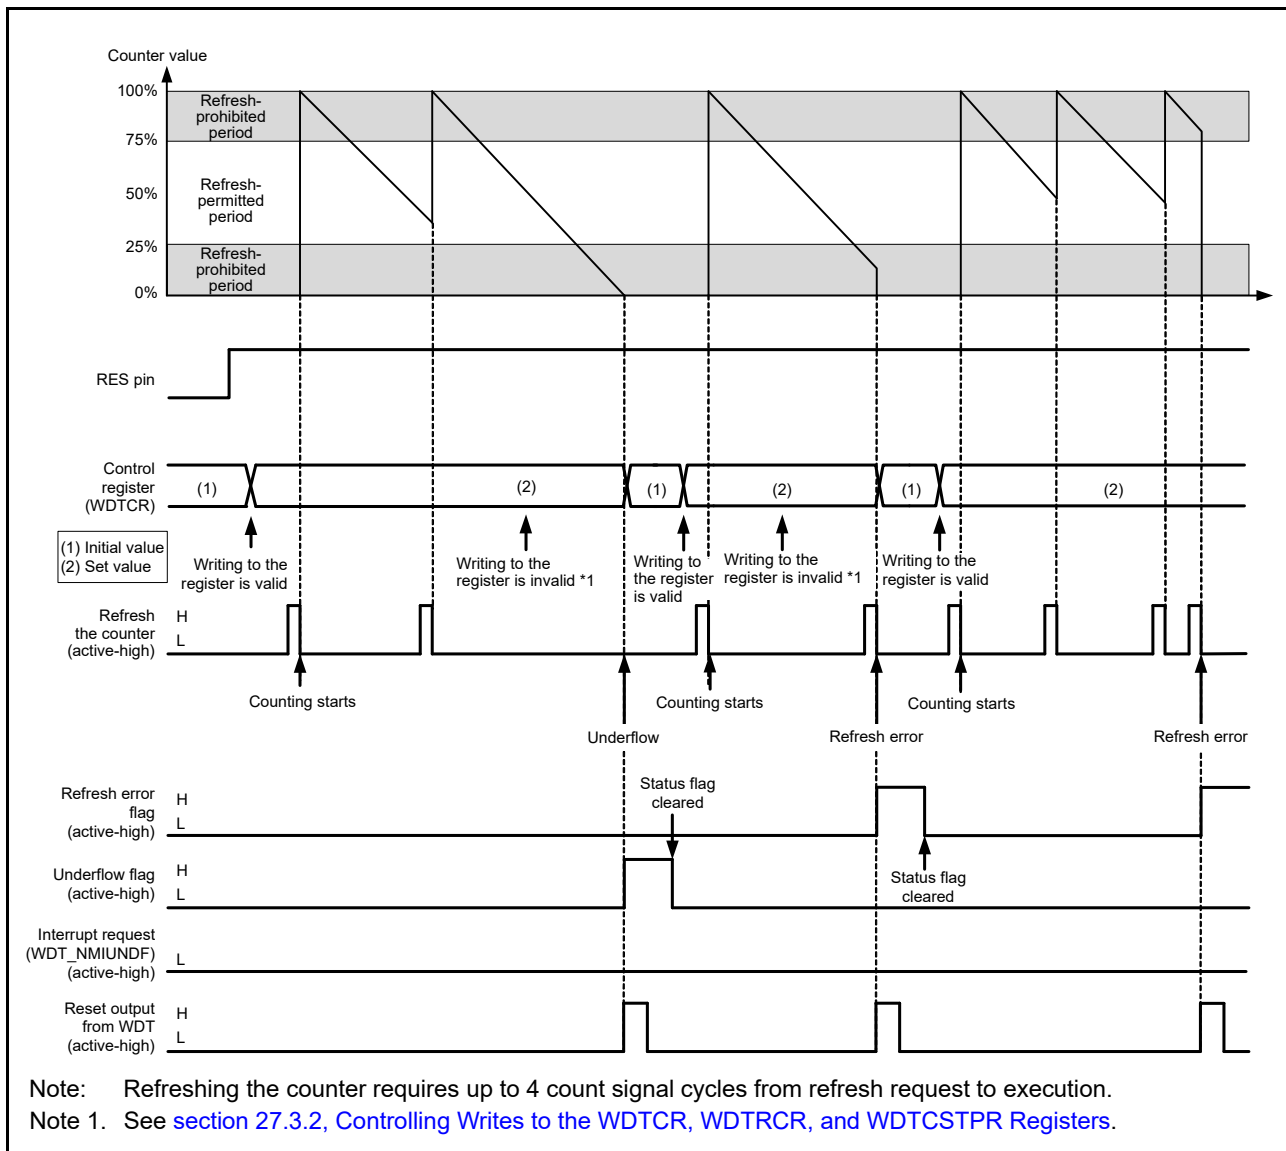 Counter value
100%
Refresh-
prohibited
period
75%
Refresh-
permitted
period
50%
25%
Refresh-
prohibited
period
0%
RES pin
Control
register
(WDTCR)
(1)
(2)
(1)
(2)
(1)
(2)
(1) Initial value
(2) Set value
Writing to the
register is valid
Writing to the
register is invalid *1
Writing to
the register
is valid
Writing to the
register is invalid *1
Writing to the
register is valid
Refresh
the counter
(active-high)
H
L
Counting starts
Counting starts
Counting starts
Underflow
Refresh error
Refresh error
Refresh error
flag
(active-high)
H
L
Status flag
cleared
Status flag
cleared
Underflow flag
(active-high)
H
L
Interrupt request
(WDT_NMIUNDF)
(active-high)
L
Reset output
from WDT
(active-high)
H
L
Note: Refreshing the counter requires up to 4 count signal cycles from refresh request to execution.
Note 1. See section 27.3.2, Controlling Writes to the WDTCR, WDTRCR, and WDTCSTPR Registers.